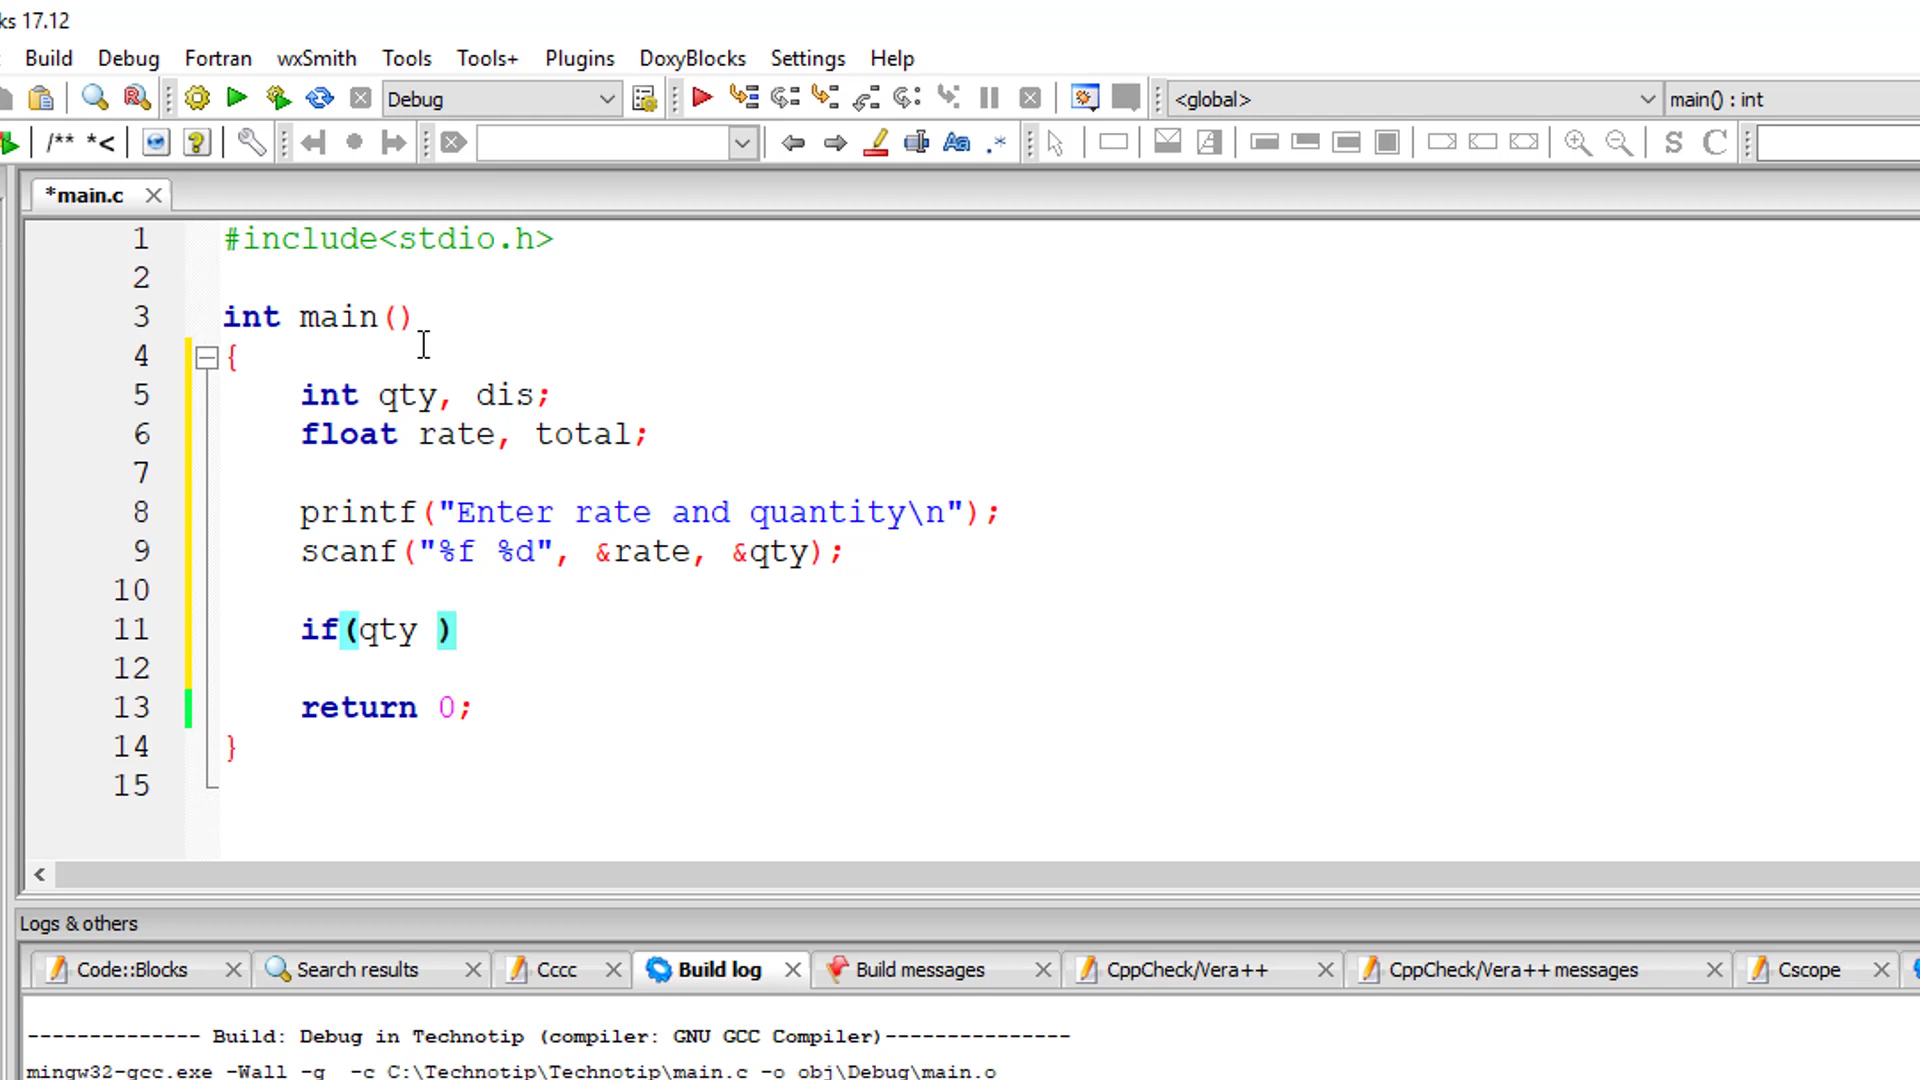 ks 17.12
Build Debug Fortran wxSmith Tools Tools+ Plugins DoxyBlocks Settings Help
Debug <global> main() : int
/** *< Aa .* S C
*main.c
1 #include<stdio.h>
2
3 int main()
4 {
5 int qty, dis;
6 float rate, total;
7
8 printf("Enter rate and quantity\n");
9 scanf("%f %d", &rate, &qty);
10
11 if(qty )
12
13 return 0;
14 }
15
Logs & others
Code::Blocks Search results Cccc Build log Build messages CppCheck/Vera++ CppCheck/Vera++ messages Cscope
-------------- Build: Debug in Technotip (compiler: GNU GCC Compiler)---------------
mingw32-gcc.exe -Wall -g -c C:\Technotip\Technotip\main.c -o obj\Debug\main.o